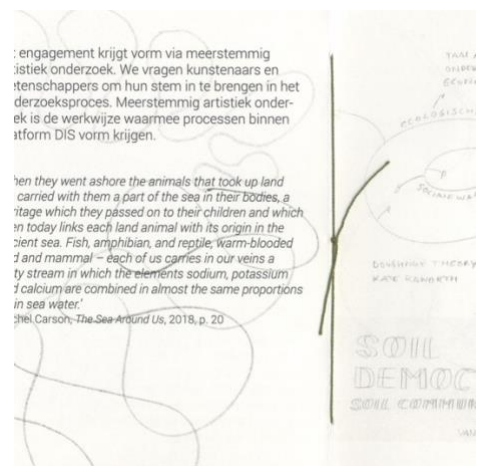 engagement krijgt vorm via meerstemmig
istiek onderzoek. We vragen kunstenaars en
etenschappers om hun stem in te brengen in het
derzoeksproces. Meerstemmig artistiek onder-
ek is de werkwijze waarmee processen binnen
atform DIS vorm krijgen.
hen they went ashore the animals that took up land
carried with them a part of the sea in their bodies, a
ritage which they passed on to their children and which
en today links each land animal with its origin in the
cient sea. Fish, amphibian, and reptile, warm-blooded
d and mammal – each of us carries in our veins a
ty stream in which the elements sodium, potassium
d calcium are combined in almost the same proportions
in sea water.'
chel Carson, The Sea Around Us, 2018, p. 20
ECOLOGISCH
SOCIALE
DOUGHNUT THEORY
KATE RAWORTH
SOIL
DEMOC
SOIL COMMUN
VAN